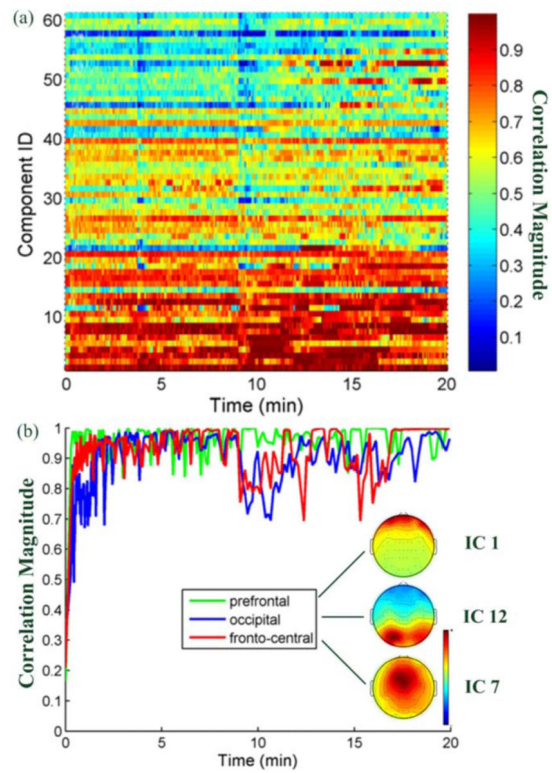 (a)
60
50
40
30
20
10
Component ID
0 5 10 15 20
Time (min)
0.9
0.8
0.7
0.6
0.5
0.4
0.3
0.2
0.1
Correlation Magnitude
(b)
1
0.9
0.8
0.7
0.6
0.5
0.4
0.3
0.2
0.1
0
Correlation Magnitude
prefrontal
occipital
fronto-central
IC 1
IC 12
IC 7
0 5 10 15 20
Time (min)